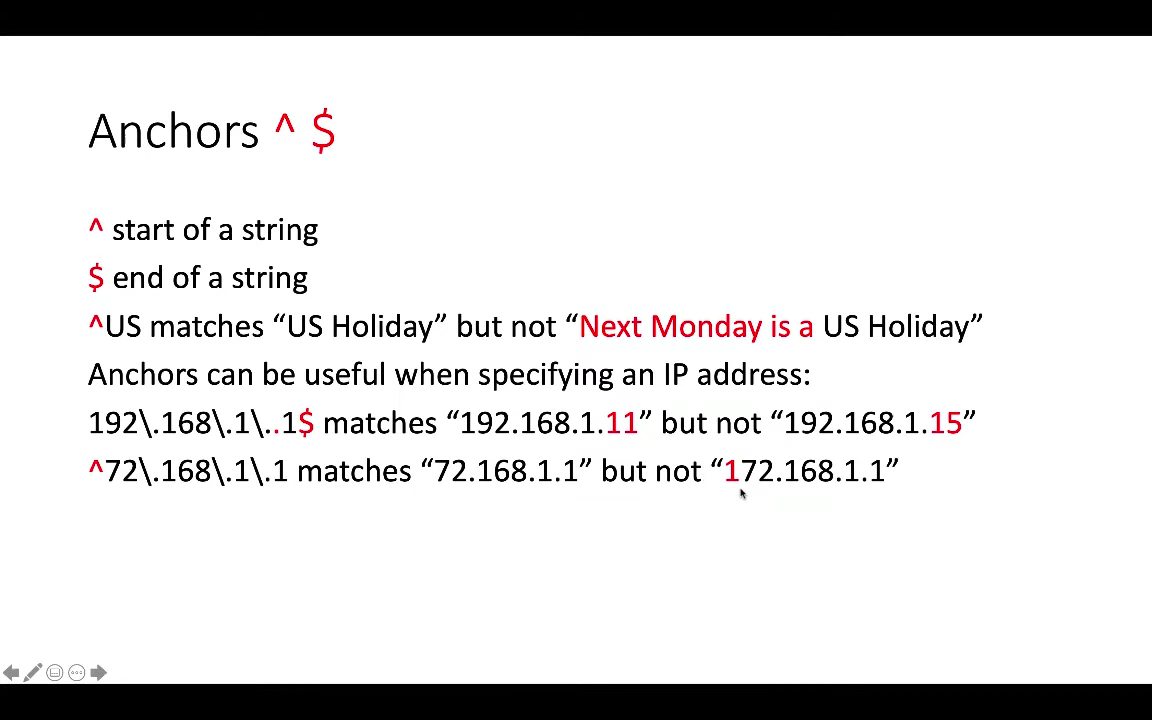 Anchors ^ $
^ start of a string
$ end of a string
^US matches “US Holiday” but not “Next Monday is a US Holiday”
Anchors can be useful when specifying an IP address:
192\.168\.1\..1$ matches “192.168.1.11” but not “192.168.1.15”
^72\.168\.1\.1 matches “72.168.1.1” but not “172.168.1.1”